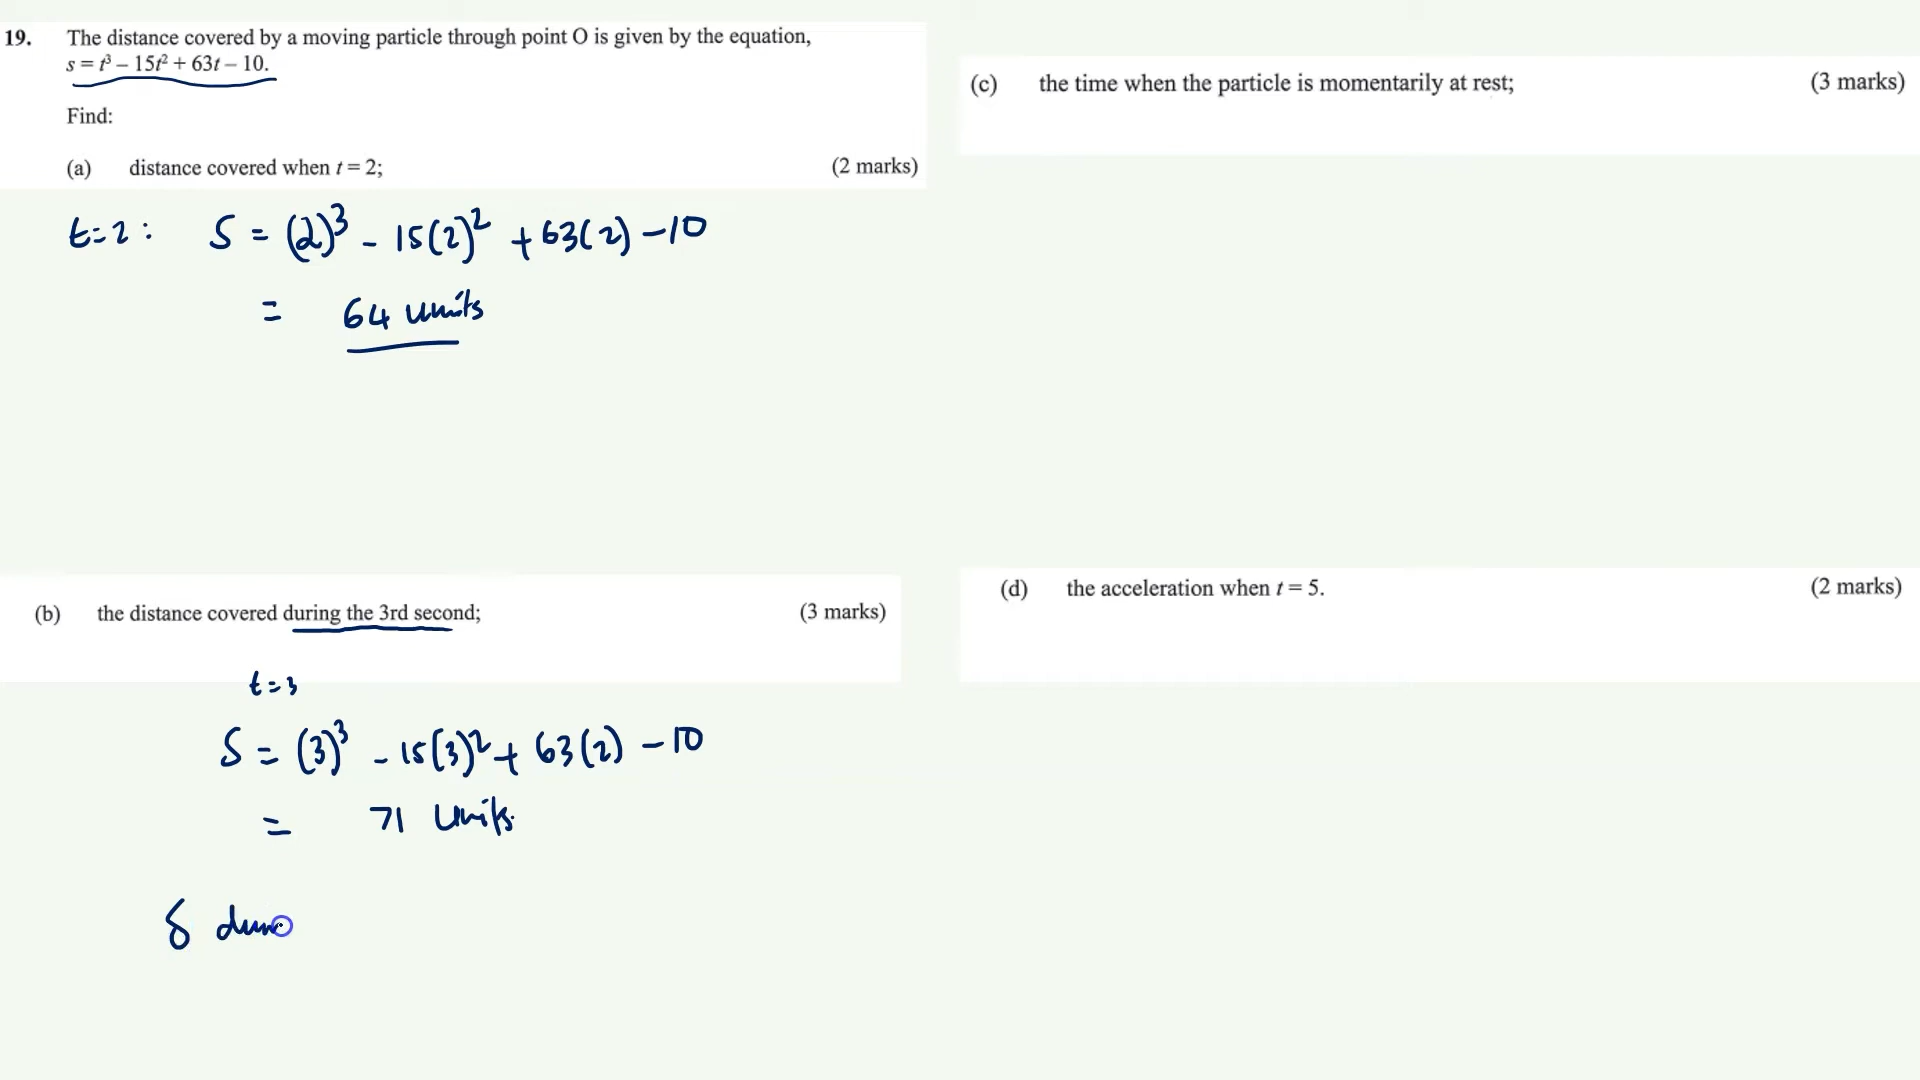 19. The distance covered by a moving particle through point O is given by the equation,
s = t³ – 15t² + 63t – 10.
Find:
(a) distance covered when t = 2; (2 marks)
t=2 : S = (2)³ - 15(2)² + 63(2) - 10
= 64 units
(b) the distance covered during the 3rd second; (3 marks)
t=3
S = (3)³ - 15(3)² + 63(2) - 10
= 71 units.
S
(c) the time when the particle is momentarily at rest; (3 marks)
(d) the acceleration when t = 5. (2 marks)